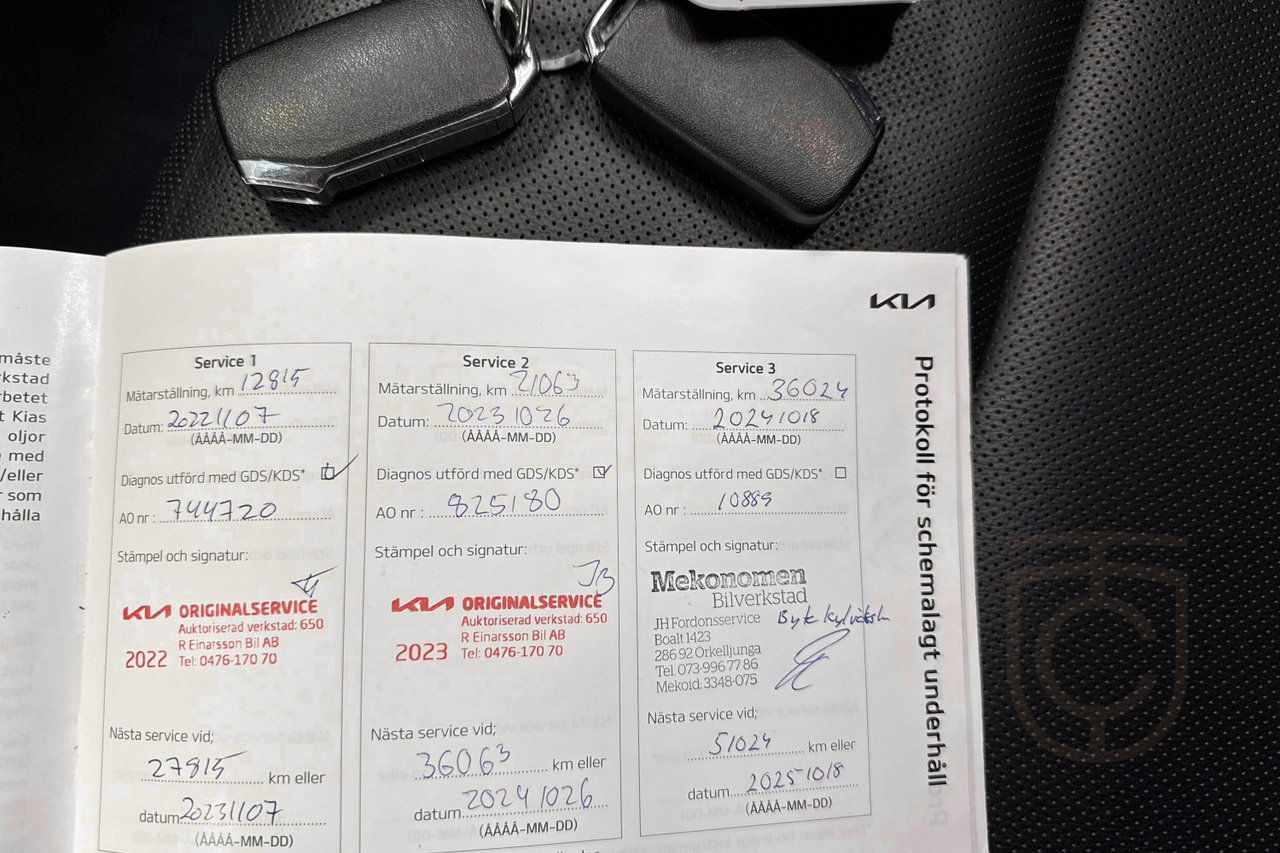 måste
rkstad
rbetet
t Kias
oljor
med
/eller
som
hålla
KIA
Protokoll för schemalagt underhåll
Service 1
Mätarställning, km 12815
Datum: 20221107
(ÅÅÅÅ-MM-DD)
Diagnos utförd med GDS/KDS*
AO nr : 744720
Stämpel och signatur:
KIA ORIGINALSERVICE
Auktoriserad verkstad: 650
R Einarsson Bil AB
2022 Tel: 0476-170 70
Nästa service vid;
27815 km eller
datum 20231107
(ÅÅÅÅ-MM-DD)
Service 2
Mätarställning, km 21063
Datum: 20231026
(ÅÅÅÅ-MM-DD)
Diagnos utförd med GDS/KDS*
AO nr : 825180
Stämpel och signatur:
JB
KIA ORIGINALSERVICE
Auktoriserad verkstad: 650
R Einarsson Bil AB
2023 Tel: 0476-170 70
Nästa service vid;
36063 km eller
datum 20241026
(ÅÅÅÅ-MM-DD)
Service 3
Mätarställning, km 36024
Datum: 20241018
(ÅÅÅÅ-MM-DD)
Diagnos utförd med GDS/KDS*
AO nr : 10889
Stämpel och signatur:
Mekonomen
Bilverkstad
JH Fordonsservice Byte kylvätska
Boalt 1423
286 92 Örkelljunga
Tel. 073-996 77 86
Mekoid: 3348-075
Nästa service vid;
51024 km eller
datum 20251018
(ÅÅÅÅ-MM-DD)